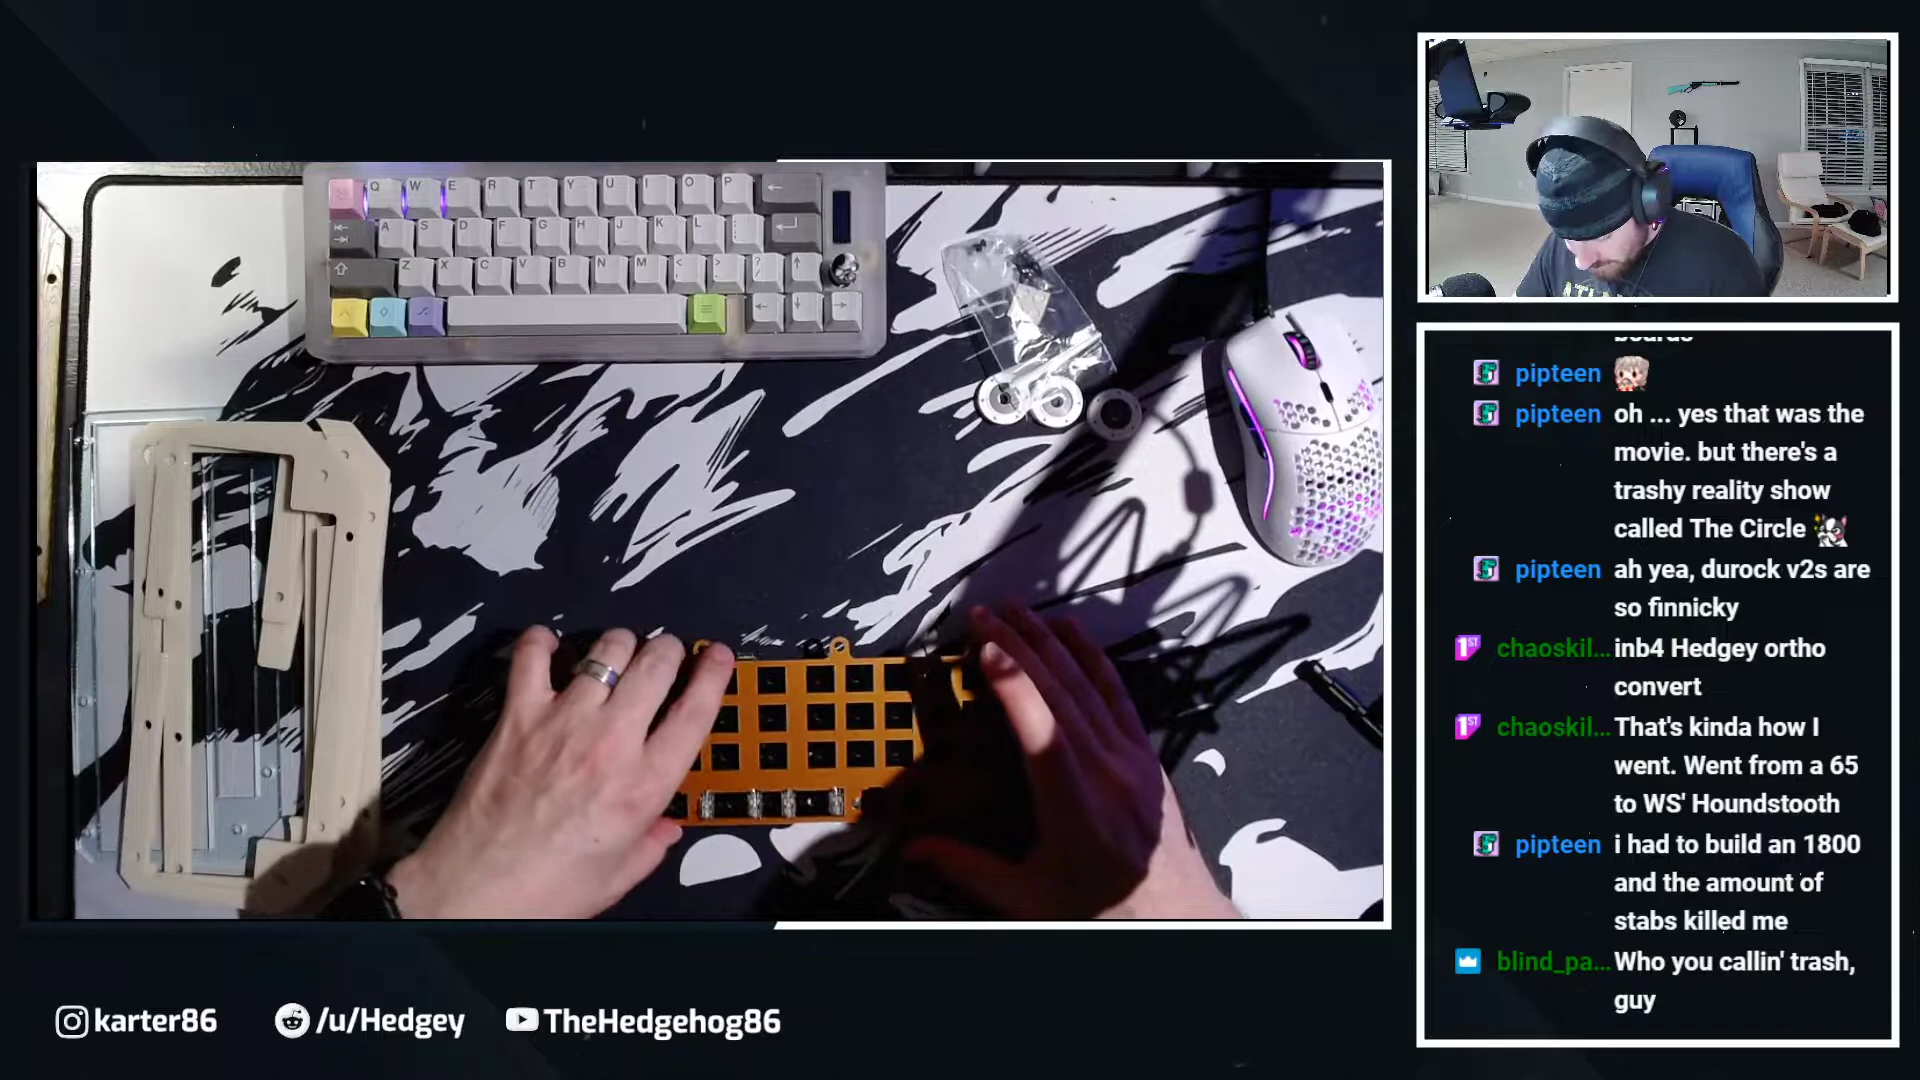 Q W E R T Y U I O P
A S D F G H J K L
Z X C V B N M
pipteen
pipteen oh ... yes that was the
movie. but there's a
trashy reality show
called The Circle
pipteen ah yea, durock v2s are
so finnicky
chaoskil... inb4 Hedgey ortho
convert
chaoskil... That's kinda how I
went. Went from a 65
to WS' Houndstooth
pipteen i had to build an 1800
and the amount of
stabs killed me
blind_pa... Who you callin' trash,
guy
karter86 /u/Hedgey TheHedgehog86